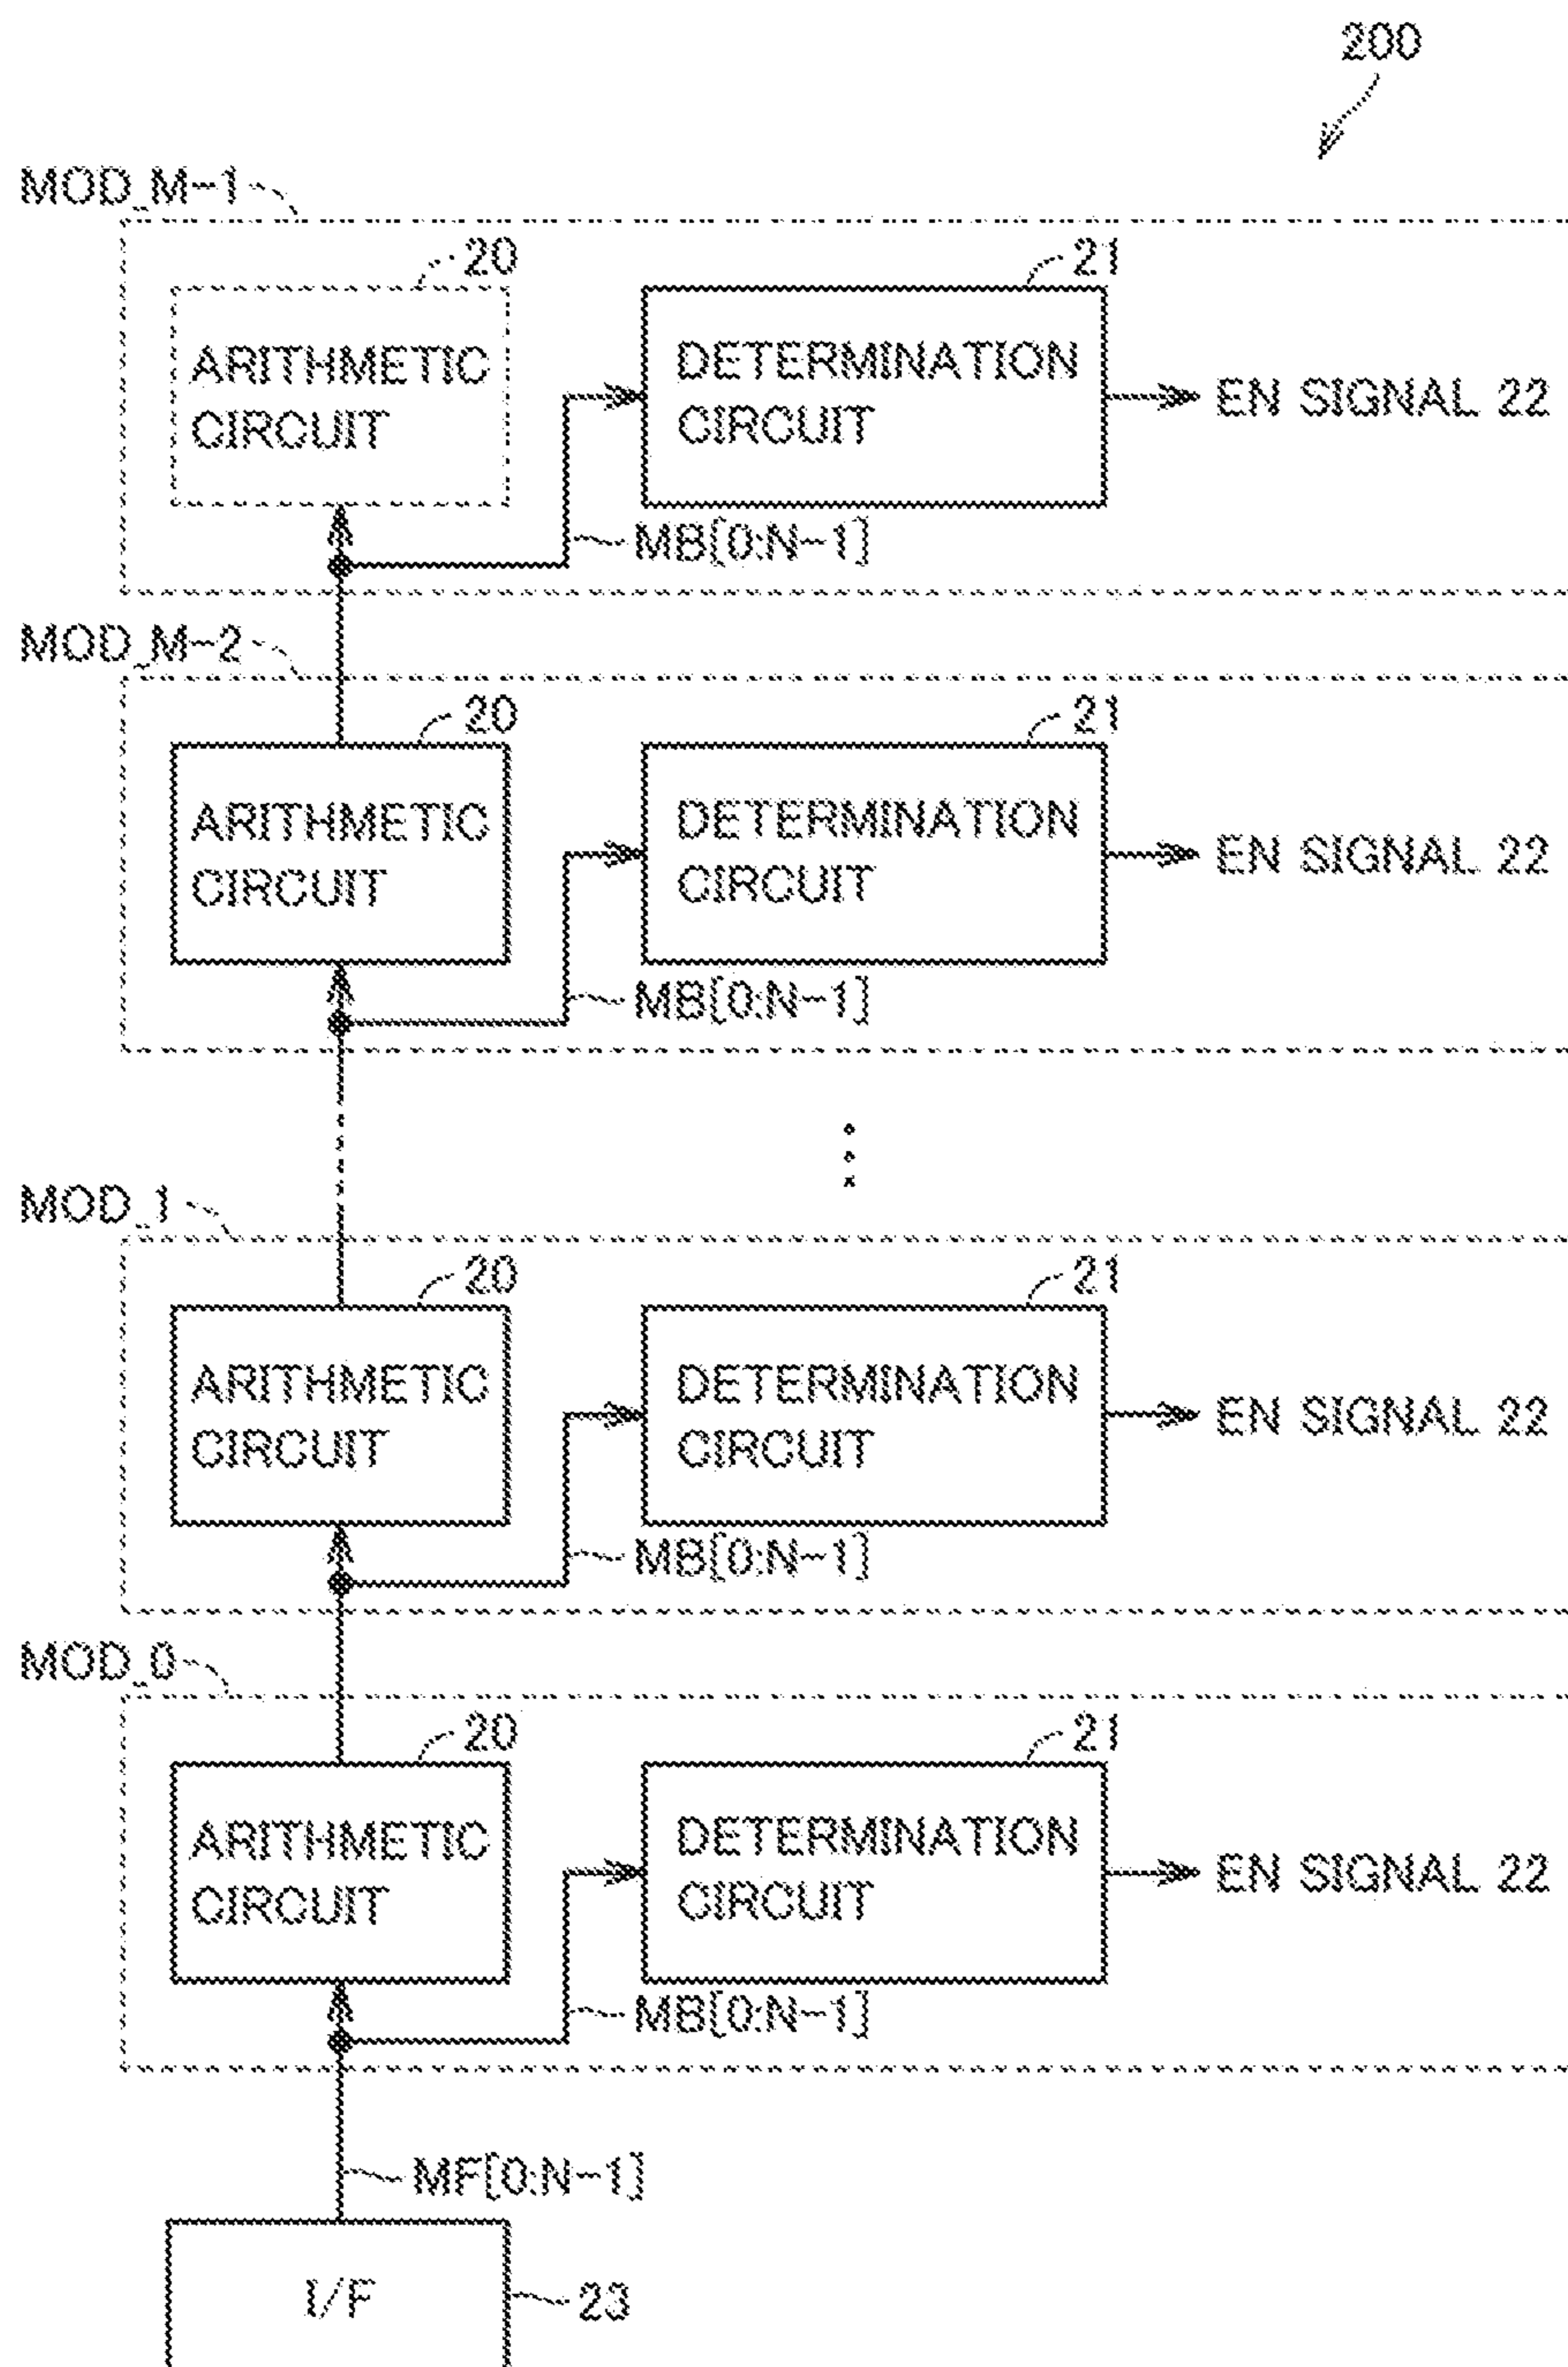 200
MOD_M-1
20
21
ARITHMETIC
CIRCUIT
DETERMINATION
CIRCUIT
EN SIGNAL 22
MB[0:N-1]
MOD_M-2
20
21
ARITHMETIC
CIRCUIT
DETERMINATION
CIRCUIT
EN SIGNAL 22
MB[0:N-1]
MOD_1
20
21
ARITHMETIC
CIRCUIT
DETERMINATION
CIRCUIT
EN SIGNAL 22
MB[0:N-1]
MOD_0
20
21
ARITHMETIC
CIRCUIT
DETERMINATION
CIRCUIT
EN SIGNAL 22
MB[0:N-1]
MF[0:N-1]
I/F
23